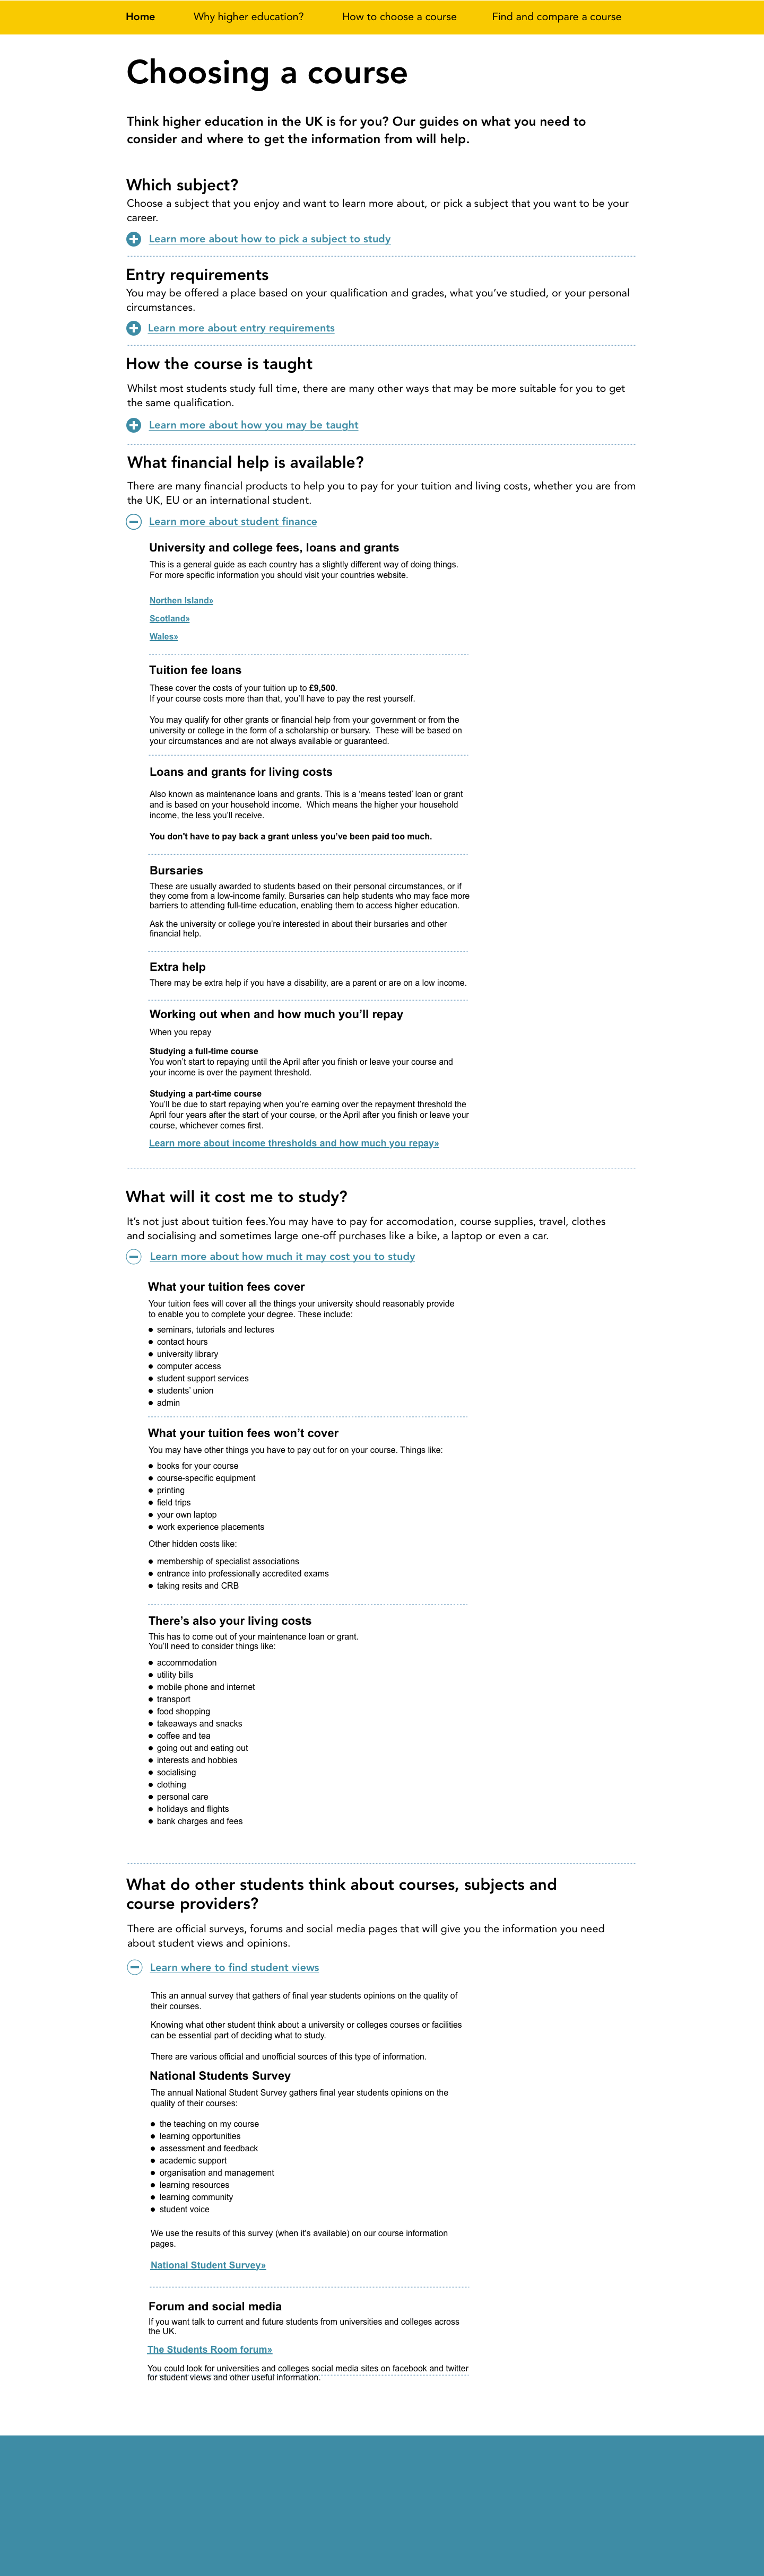 Home
Why higher education?
How to choose a course
Find and compare a course
Choosing a course
Think higher education in the UK is for you? Our guides on what you need to
consider and where to get the information from will help.
Which subject?
Choose a subject that you enjoy and want to learn more about, or pick a subject that you want to be your
career.
Learn more about how to pick a subject to study
Entry requirements
You may be offered a place based on your qualification and grades, what you've studied, or your personal
circumstances.
Learn more about entry requirements
How the course is taught
Whilst most students study full time, there are many other ways that may be more suitable for you to get
the same qualification.
Learn more about how you may be taught
What financial help is available?
There are many financial products to help you to pay for your tuition and living costs, whether you are from
the UK, EU or an international student.
Learn more about student finance
University and college fees, loans and grants
This is a general guide as each country has a slightly different way of doing things.
For more specific information you should visit your countries website.
Northen Island»
Scotland»
Wales»
Tuition fee loans
These cover the costs of your tuition up to £9,500.
If your course costs more than that, you'll have to pay the rest yourself.
You may qualify for other grants or financial help from your government or from the
university or college in the form of a scholarship or bursary. These will be based on
your circumstances and are not always available or guaranteed.
Loans and grants for living costs
Also known as maintenance loans and grants. This is a 'means tested' loan or grant
and is based on your household income. Which means the higher your household
income, the less you'll receive.
You don't have to pay back a grant unless you've been paid too much.
Bursaries
These are usually awarded to students based on their personal circumstances, or if
they come from a low-income family. Bursaries can help students who may face more
barriers to attending full-time education, enabling them to access higher education.
Ask the university or college you're interested in about their bursaries and other
financial help.
Extra help
There may be extra help if you have a disability, are a parent or are on a low income.
Working out when and how much you'll repay
When you repay
Studying a full-time course
You won't start to repaying until the April after you finish or leave your course and
your income is over the payment threshold.
Studying a part-time course
You'll be due to start repaying when you're earning over the repayment threshold the
April four years after the start of your course, or the April after you finish or leave your
course, whichever comes first.
Learn more about income thresholds and how much you repay»
What will it cost me to study?
It's not just about tuition fees.You may have to pay for accomodation, course supplies, travel, clothes
and socialising and sometimes large one-off purchases like a bike, a laptop or even a car.
Learn more about how much it may cost you to study
What your tuition fees cover
Your tuition fees will cover all the things your university should reasonably provide
to enable you to complete your degree. These include:
● seminars, tutorials and lectures
● contact hours
● university library
● computer access
● student support services
● students' union
● admin
What your tuition fees won't cover
You may have other things you have to pay out for on your course. Things like:
● books for your course
● course-specific equipment
● printing
● field trips
● your own laptop
● work experience placements
Other hidden costs like:
● membership of specialist associations
● entrance into professionally accredited exams
● taking resits and CRB
There's also your living costs
This has to come out of your maintenance loan or grant.
You'll need to consider things like:
● accommodation
● utility bills
● mobile phone and internet
● transport
● food shopping
● takeaways and snacks
● coffee and tea
● going out and eating out
● interests and hobbies
● socialising
● clothing
● personal care
● holidays and flights
● bank charges and fees
What do other students think about courses, subjects and
course providers?
There are official surveys, forums and social media pages that will give you the information you need
about student views and opinions.
Learn where to find student views
This an annual survey that gathers of final year students opinions on the quality of
their courses.
Knowing what other student think about a university or colleges courses or facilities
can be essential part of deciding what to study.
There are various official and unofficial sources of this type of information.
National Students Survey
The annual National Student Survey gathers final year students opinions on the
quality of their courses:
● the teaching on my course
● learning opportunities
● assessment and feedback
● academic support
● organisation and management
● learning resources
● learning community
● student voice
We use the results of this survey (when it's available) on our course information
pages.
National Student Survey»
Forum and social media
If you want talk to current and future students from universities and colleges across
the UK.
The Students Room forum»
You could look for universities and colleges social media sites on facebook and twitter
for student views and other useful information.